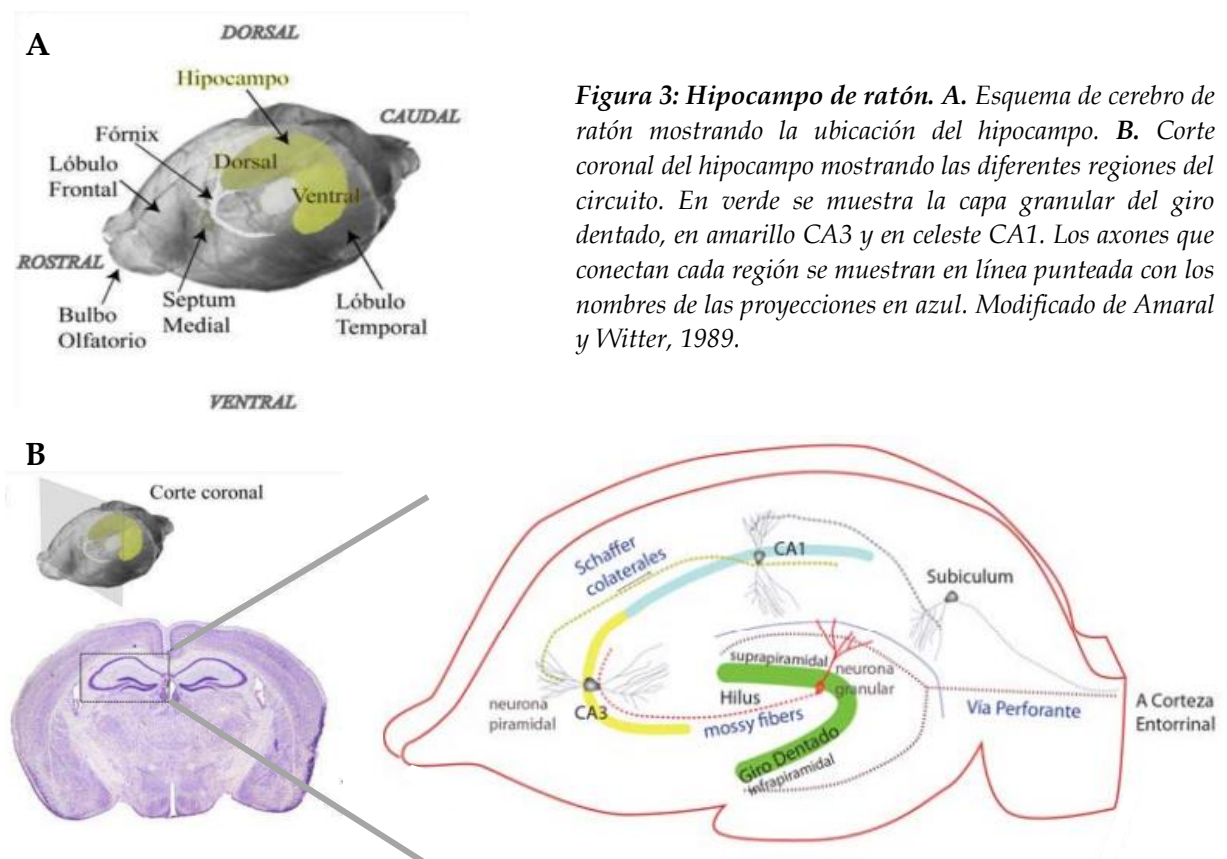 A
DORSAL
Hipocampo
CAUDAL
Fórnix
Dorsal
Lóbulo
Frontal
Ventral
ROSTRAL
Bulbo
Olfatorio
Septum
Medial
Lóbulo
Temporal
VENTRAL
Figura 3: Hipocampo de ratón. A. Esquema de cerebro de
ratón mostrando la ubicación del hipocampo. B. Corte
coronal del hipocampo mostrando las diferentes regiones del
circuito. En verde se muestra la capa granular del giro
dentado, en amarillo CA3 y en celeste CA1. Los axones que
conectan cada región se muestran en línea punteada con los
nombres de las proyecciones en azul. Modificado de Amaral
y Witter, 1989.
B
Corte coronal
Schaffer
colaterales
CA1
Subiculum
suprapiramidal
neurona
granular
neurona
piramidal
CA3
Hilus
mossy fibers
Vía Perforante
A Corteza
Entorrinal
Giro Dentado
infrapiramidal